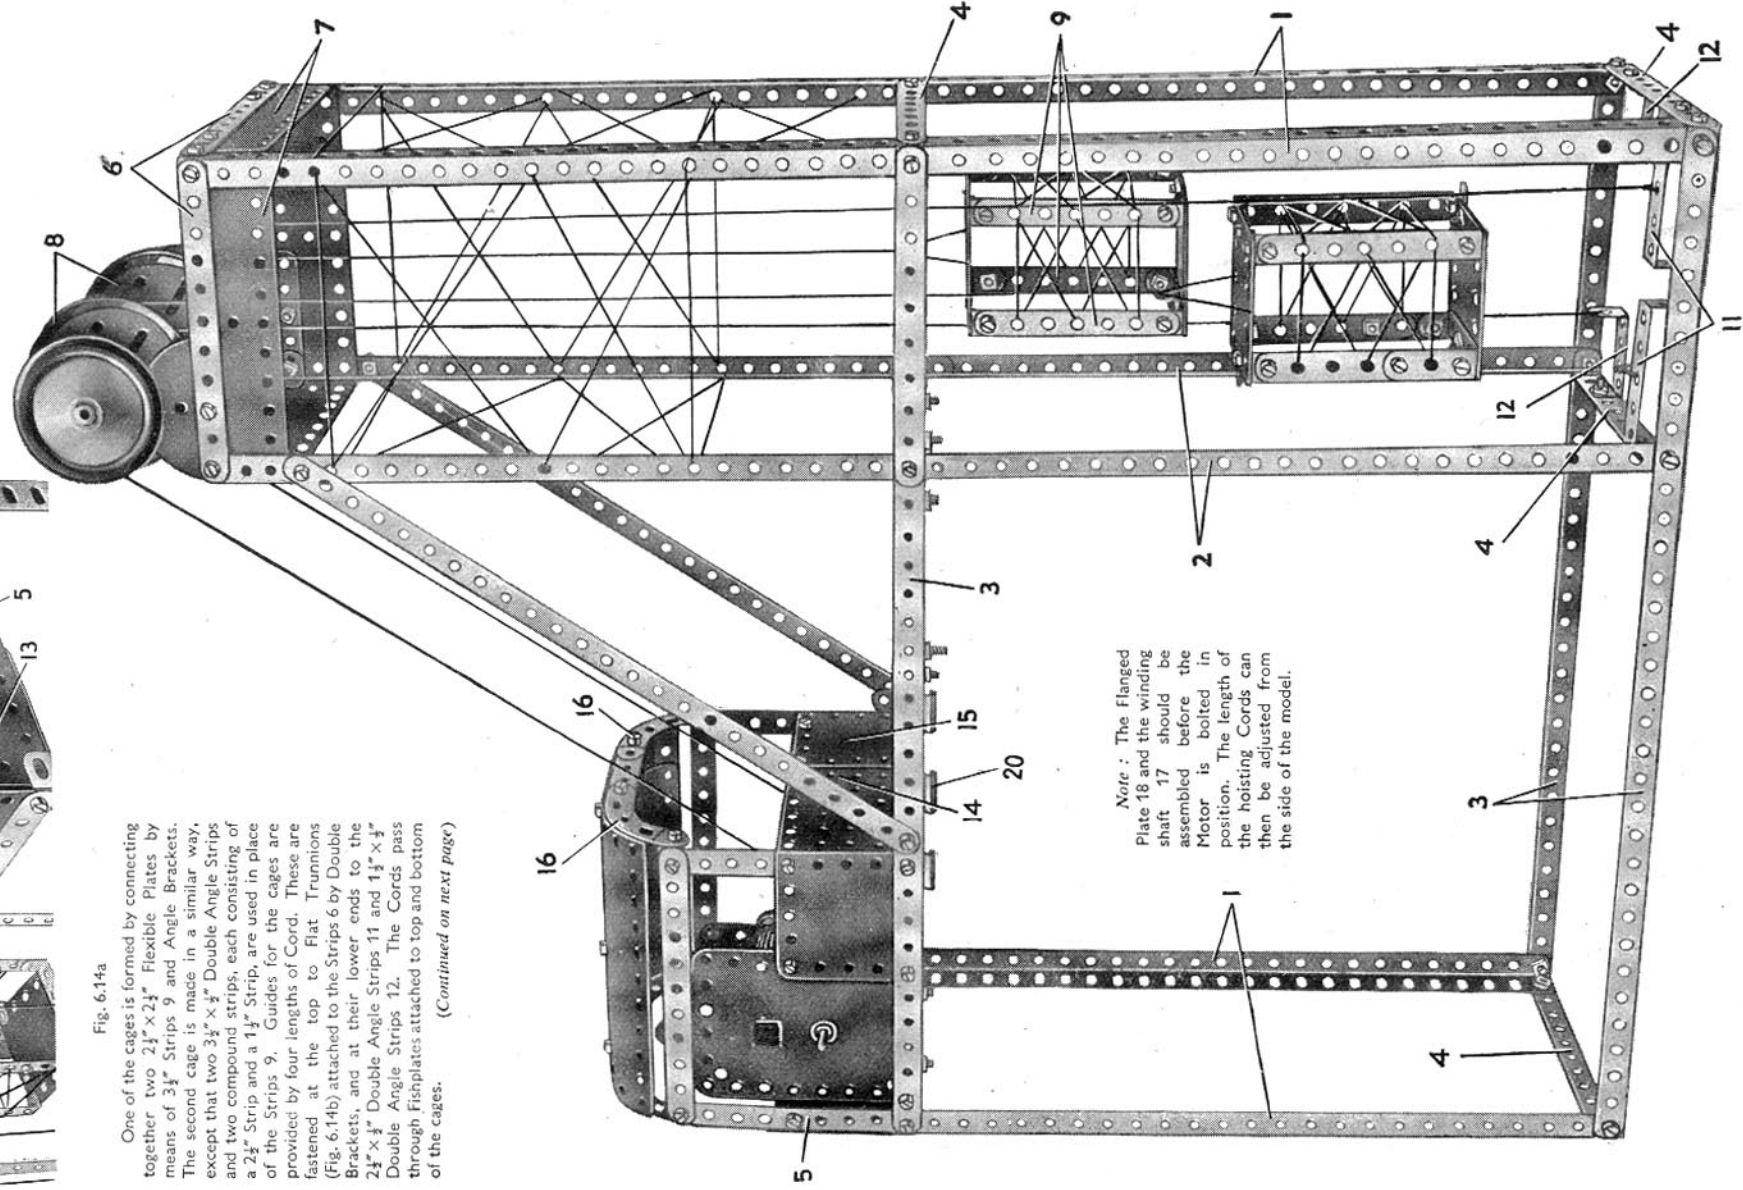 Fig. 6.14a
One of the cages is formed by connecting
together two 2½″ × 2½″ Flexible Plates by
means of 3½″ Strips 9 and Angle Brackets.
The second cage is made in a similar way,
except that two 3½″ × ½″ Double Angle Strips
and two compound strips, each consisting of
a 2½″ Strip and a 1½″ Strip, are used in place
of the Strips 9. Guides for the cages are
provided by four lengths of Cord. These are
fastened at the top to Flat Trunnions
(Fig. 6.14b) attached to the Strips 6 by Double
Brackets, and at their lower ends to the
2½″ × ½″ Double Angle Strips 11 and 1½″ × ½″
Double Angle Strips 12. The Cords pass
through Fishplates attached to top and bottom
of the cages.
(Continued on next page)
Note : The Flanged
Plate 18 and the winding
shaft 17 should be
assembled before the
Motor is bolted in
position. The length of
the hoisting Cords can
then be adjusted from
the side of the model.
5
13
6
7
8
4
9
1
4
12
11
12
4
2
3
16
16
15
14
20
3
1
4
1
5